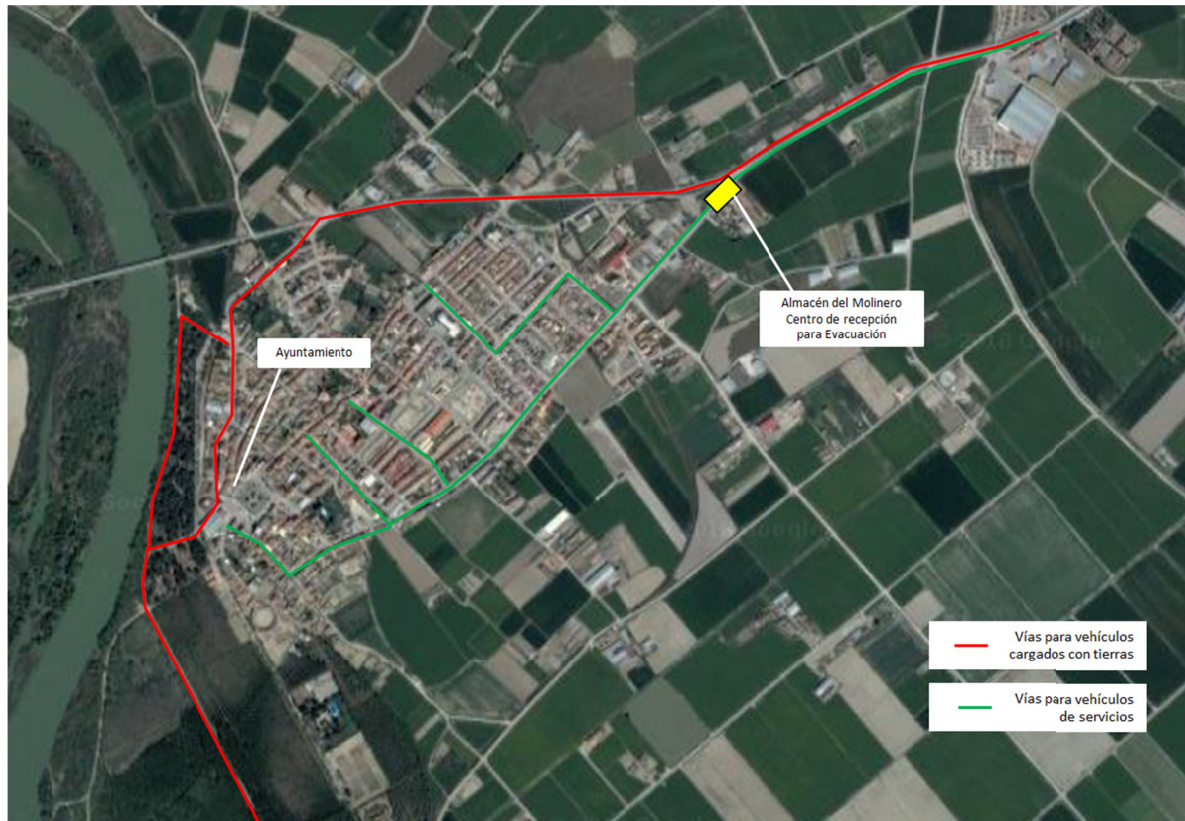 Ayuntamiento
Almacén del Molinero
Centro de recepción
para Evacuación
Vías para vehículos
cargados con tierras
Vías para vehículos
de servicios